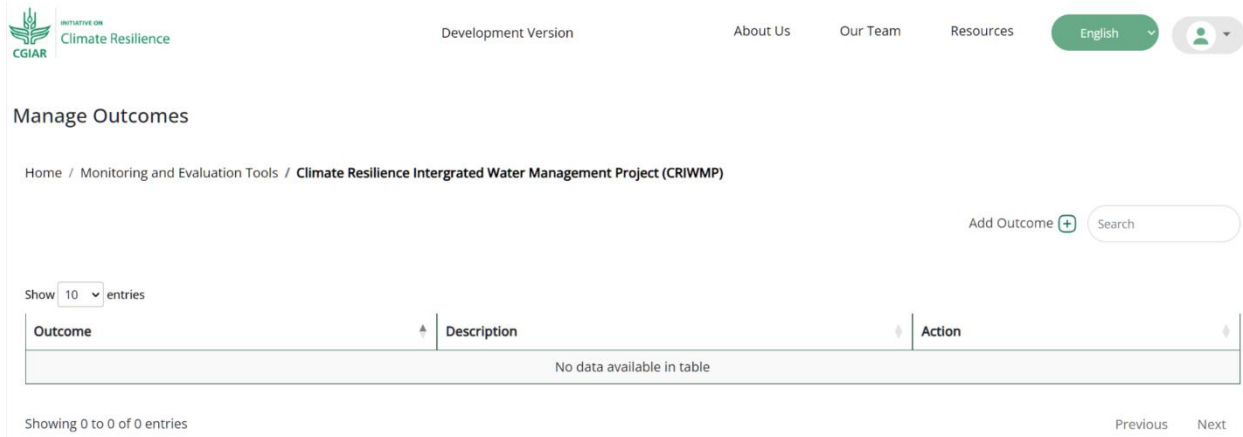 INITIATIVE ON
Climate Resilience
CGIAR
Development Version
About Us
Our Team
Resources
English
Manage Outcomes
Home / Monitoring and Evaluation Tools / Climate Resilience Intergrated Water Management Project (CRIWMP)
Add Outcome
Search
Show 10 entries
Outcome Description Action
No data available in table
Showing 0 to 0 of 0 entries
Previous Next